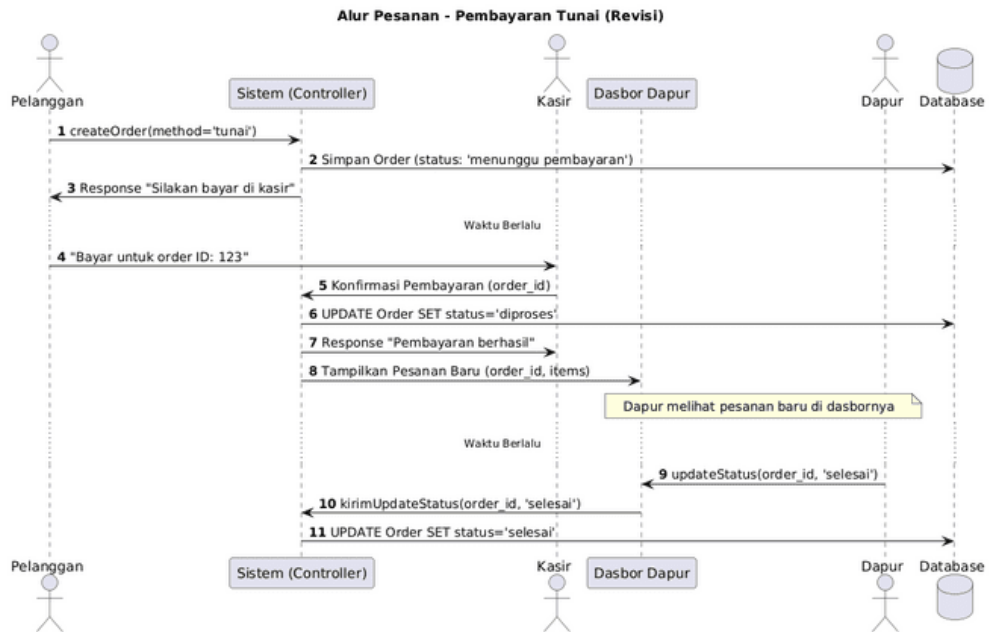 Alur Pesanan - Pembayaran Tunai (Revisi)
Pelanggan
Sistem (Controller)
Kasir
Dasbor Dapur
Dapur
Database
1 createOrder(method='tunai')
2 Simpan Order (status: 'menunggu pembayaran')
3 Response "Silakan bayar di kasir"
Waktu Berlalu
4 "Bayar untuk order ID: 123"
5 Konfirmasi Pembayaran (order_id)
6 UPDATE Order SET status='diproses'
7 Response "Pembayaran berhasil"
8 Tampilkan Pesanan Baru (order_id, items)
Dapur melihat pesanan baru di dasbornya
Waktu Berlalu
9 updateStatus(order_id, 'selesai')
10 kirimUpdateStatus(order_id, 'selesai')
11 UPDATE Order SET status='selesai'
Pelanggan
Sistem (Controller)
Kasir
Dasbor Dapur
Dapur
Database